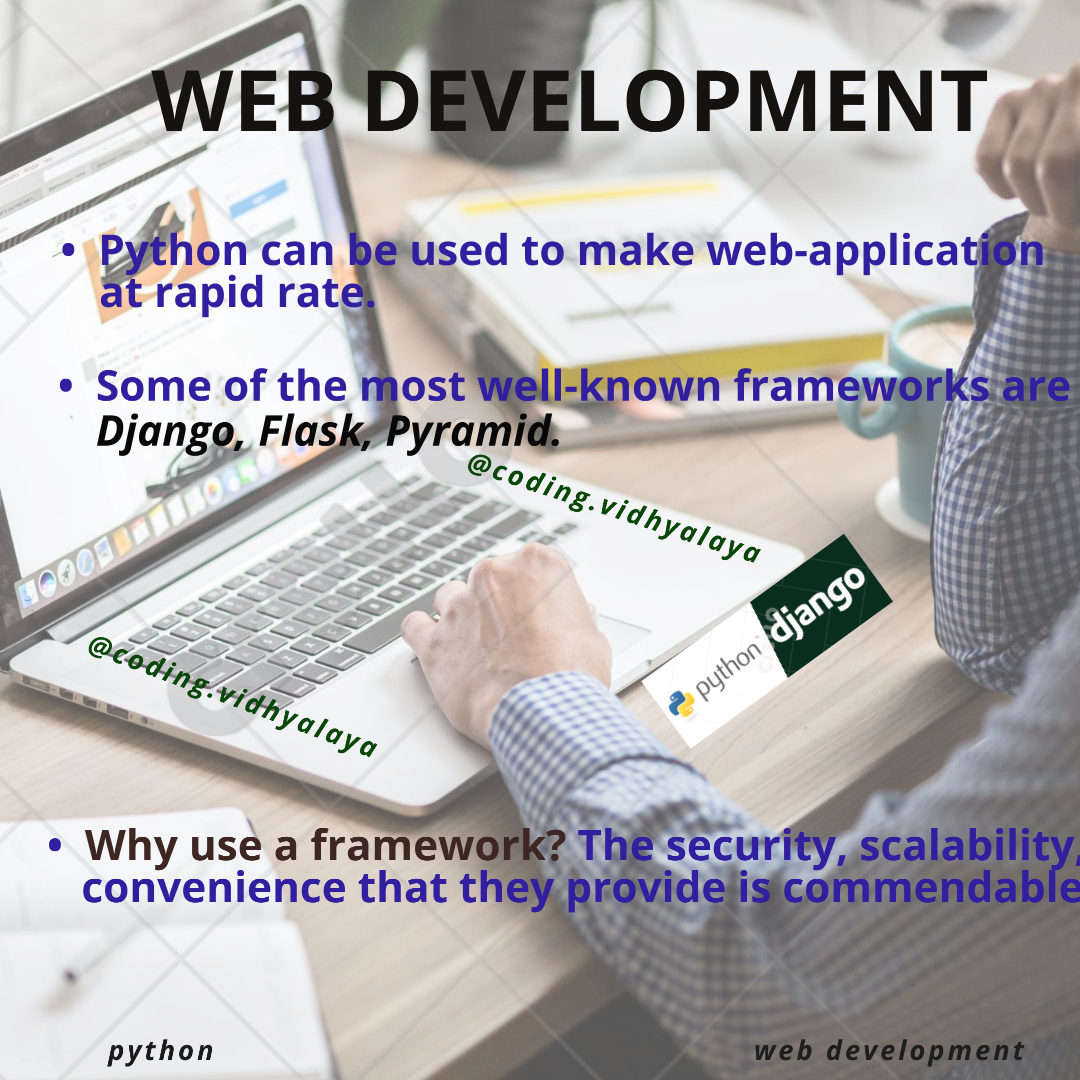 WEB DEVELOPMENT
• Python can be used to make web-application
at rapid rate.
• Some of the most well-known frameworks are
Django, Flask, Pyramid.
@coding.vidhyalaya
django
python
@coding.vidhyalaya
• Why use a framework? The security, scalability,
convenience that they provide is commendable
python
web development